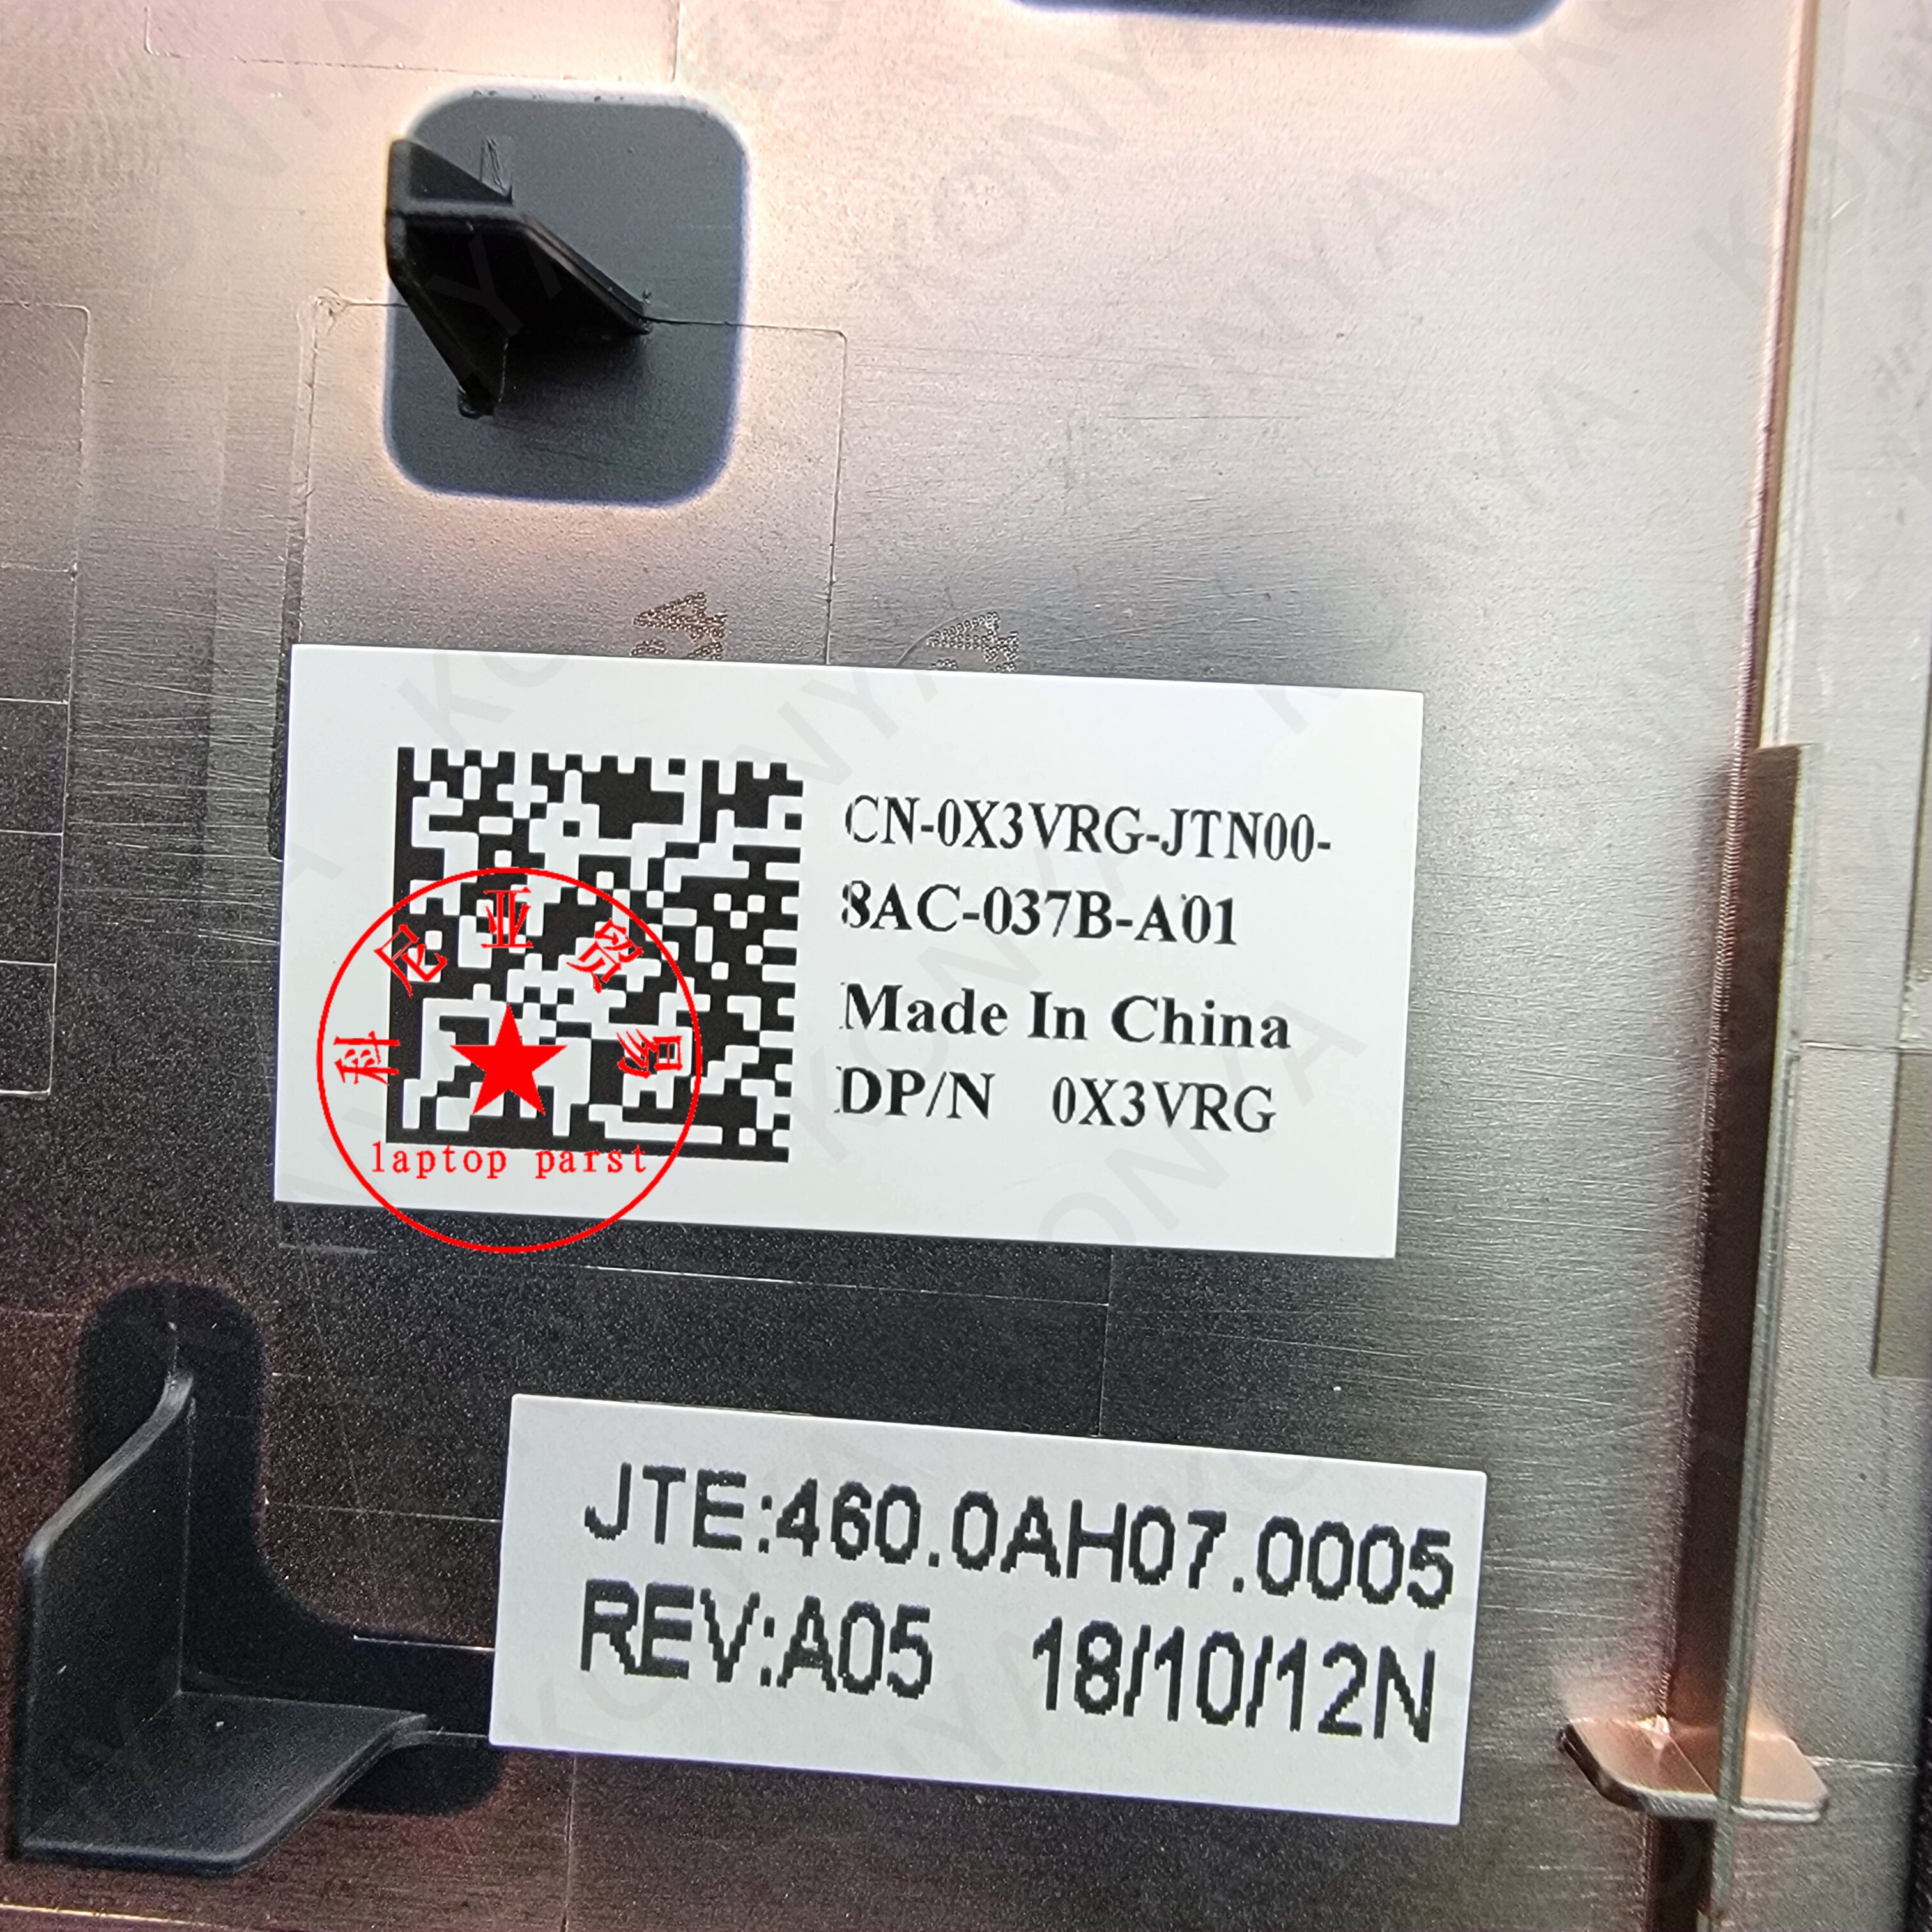 CN-0X3VRG-JTN00-
8AC-037B-A01
Made In China
DP/N 0X3VRG
科尼亚贸易
laptop parst
JTE:460.0AH07.0005
REV:A05 18/10/12N
KONYA